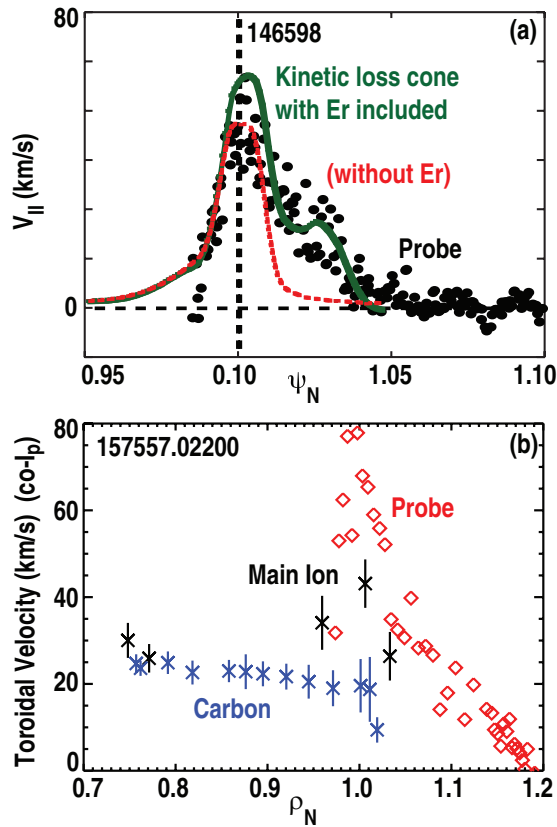 80
146598
(a)
Kinetic loss cone
with Er included
(without Er)
Probe
V|| (km/s)
0
0.95
0.10
1.05
1.10
ψN
80
157557.02200
(b)
Probe
60
Main Ion
40
20
Carbon
0
Toroidal Velocity (km/s) (co-Ip)
0.7
0.8
0.9
1.0
1.1
1.2
ρN